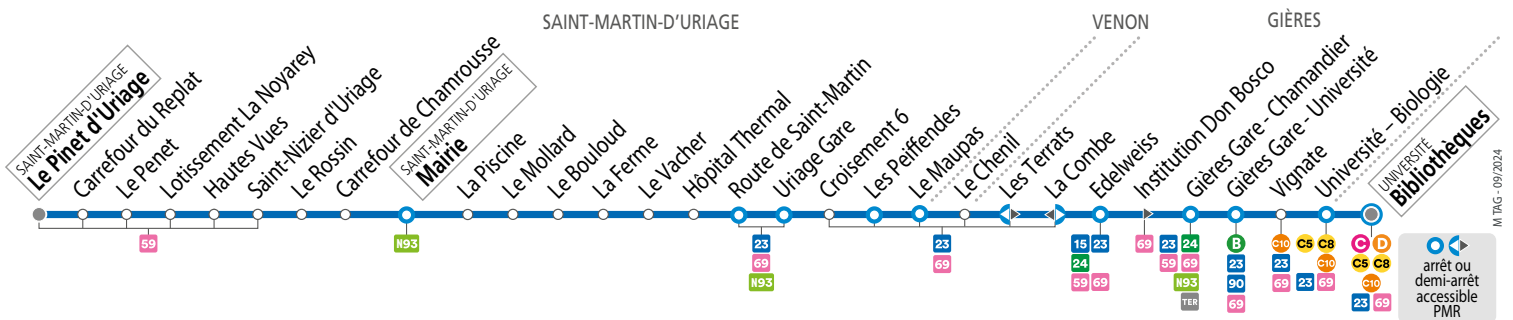 SAINT-MARTIN-D'URIAGE
VENON
GIÈRES
SAINT-MARTIN-D'URIAGE
Le Pinet d'Uriage
Carrefour du Replat
Le Penet
Lotissement La Noyarey
Hautes Vues
Saint-Nizier d'Uriage
Le Rossin
Carrefour de Chamrousse
SAINT-MARTIN-D'URIAGE
Mairie
La Piscine
Le Mollard
Le Bouloud
La Ferme
Le Vacher
Hôpital Thermal
Route de Saint-Martin
Uriage Gare
Croisement 6
Les Peiffendes
Le Maupas
Le Chenil
Les Terrats
La Combe
Edelweiss
Institution Don Bosco
Gières Gare - Chamandier
Gières Gare - Université
Vignate
Université – Biologie
UNIVERSITÉ
Bibliothèques
59
N93
23
69
N93
23
69
15 23
24
59 69
69
23 24
59 69
N93
TER
B
23
90
69
C10
23
69
C5 C8
C10
23 69
C D
C5 C8
C10
23 69
arrêt ou
demi-arrêt
accessible
PMR
M TAG - 09/2024